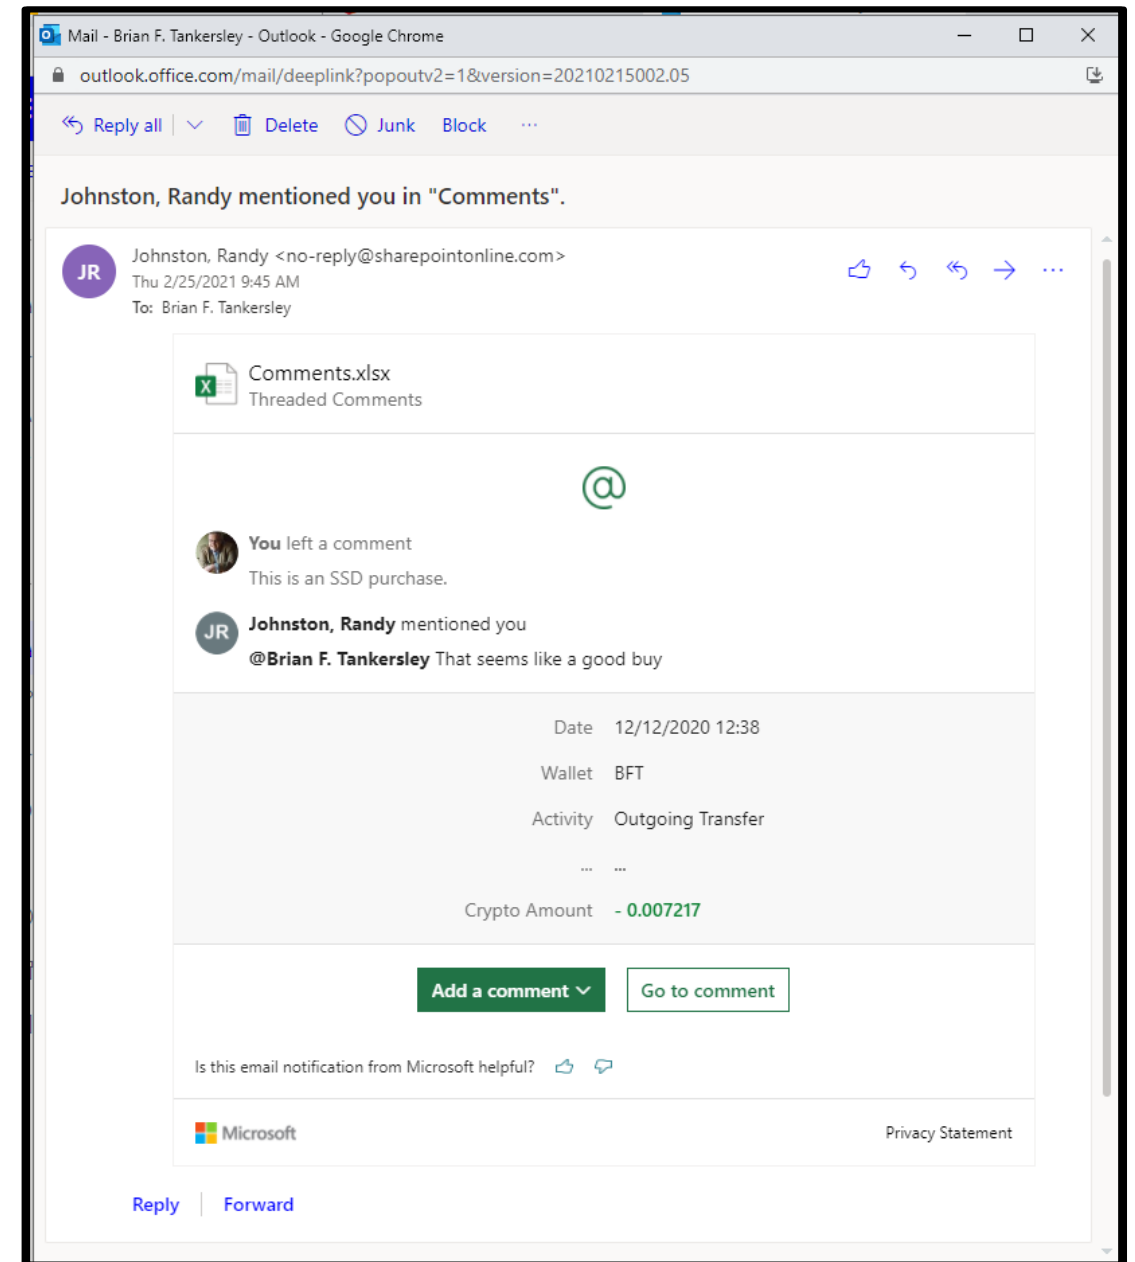 Mail - Brian F. Tankersley - Outlook - Google Chrome
outlook.office.com/mail/deeplink?popoutv2=1&version=20210215002.05
Reply all
Delete
Junk
Block
...
Johnston, Randy mentioned you in "Comments".
JR
Johnston, Randy <no-reply@sharepointonline.com>
Thu 2/25/2021 9:45 AM
To: Brian F. Tankersley
Comments.xlsx
Threaded Comments
@
You left a comment
This is an SSD purchase.
JR
Johnston, Randy mentioned you
@Brian F. Tankersley That seems like a good buy
Date 12/12/2020 12:38
Wallet BFT
Activity Outgoing Transfer
... ...
Crypto Amount - 0.007217
Add a comment
Go to comment
Is this email notification from Microsoft helpful?
Microsoft
Privacy Statement
Reply
Forward